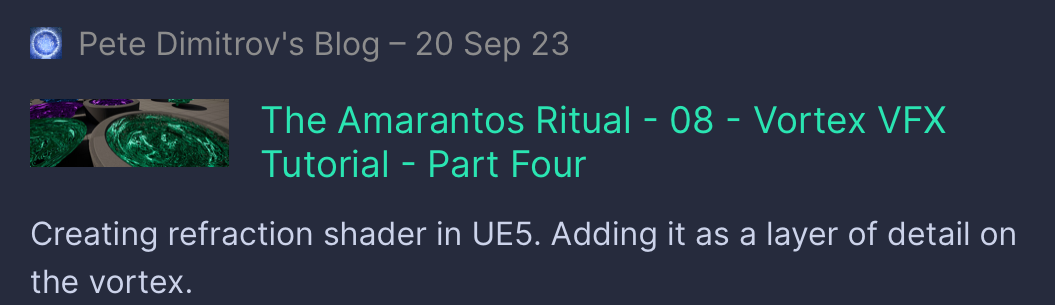 Pete Dimitrov's Blog – 20 Sep 23
The Amarantos Ritual - 08 - Vortex VFX
Tutorial - Part Four
Creating refraction shader in UE5. Adding it as a layer of detail on
the vortex.